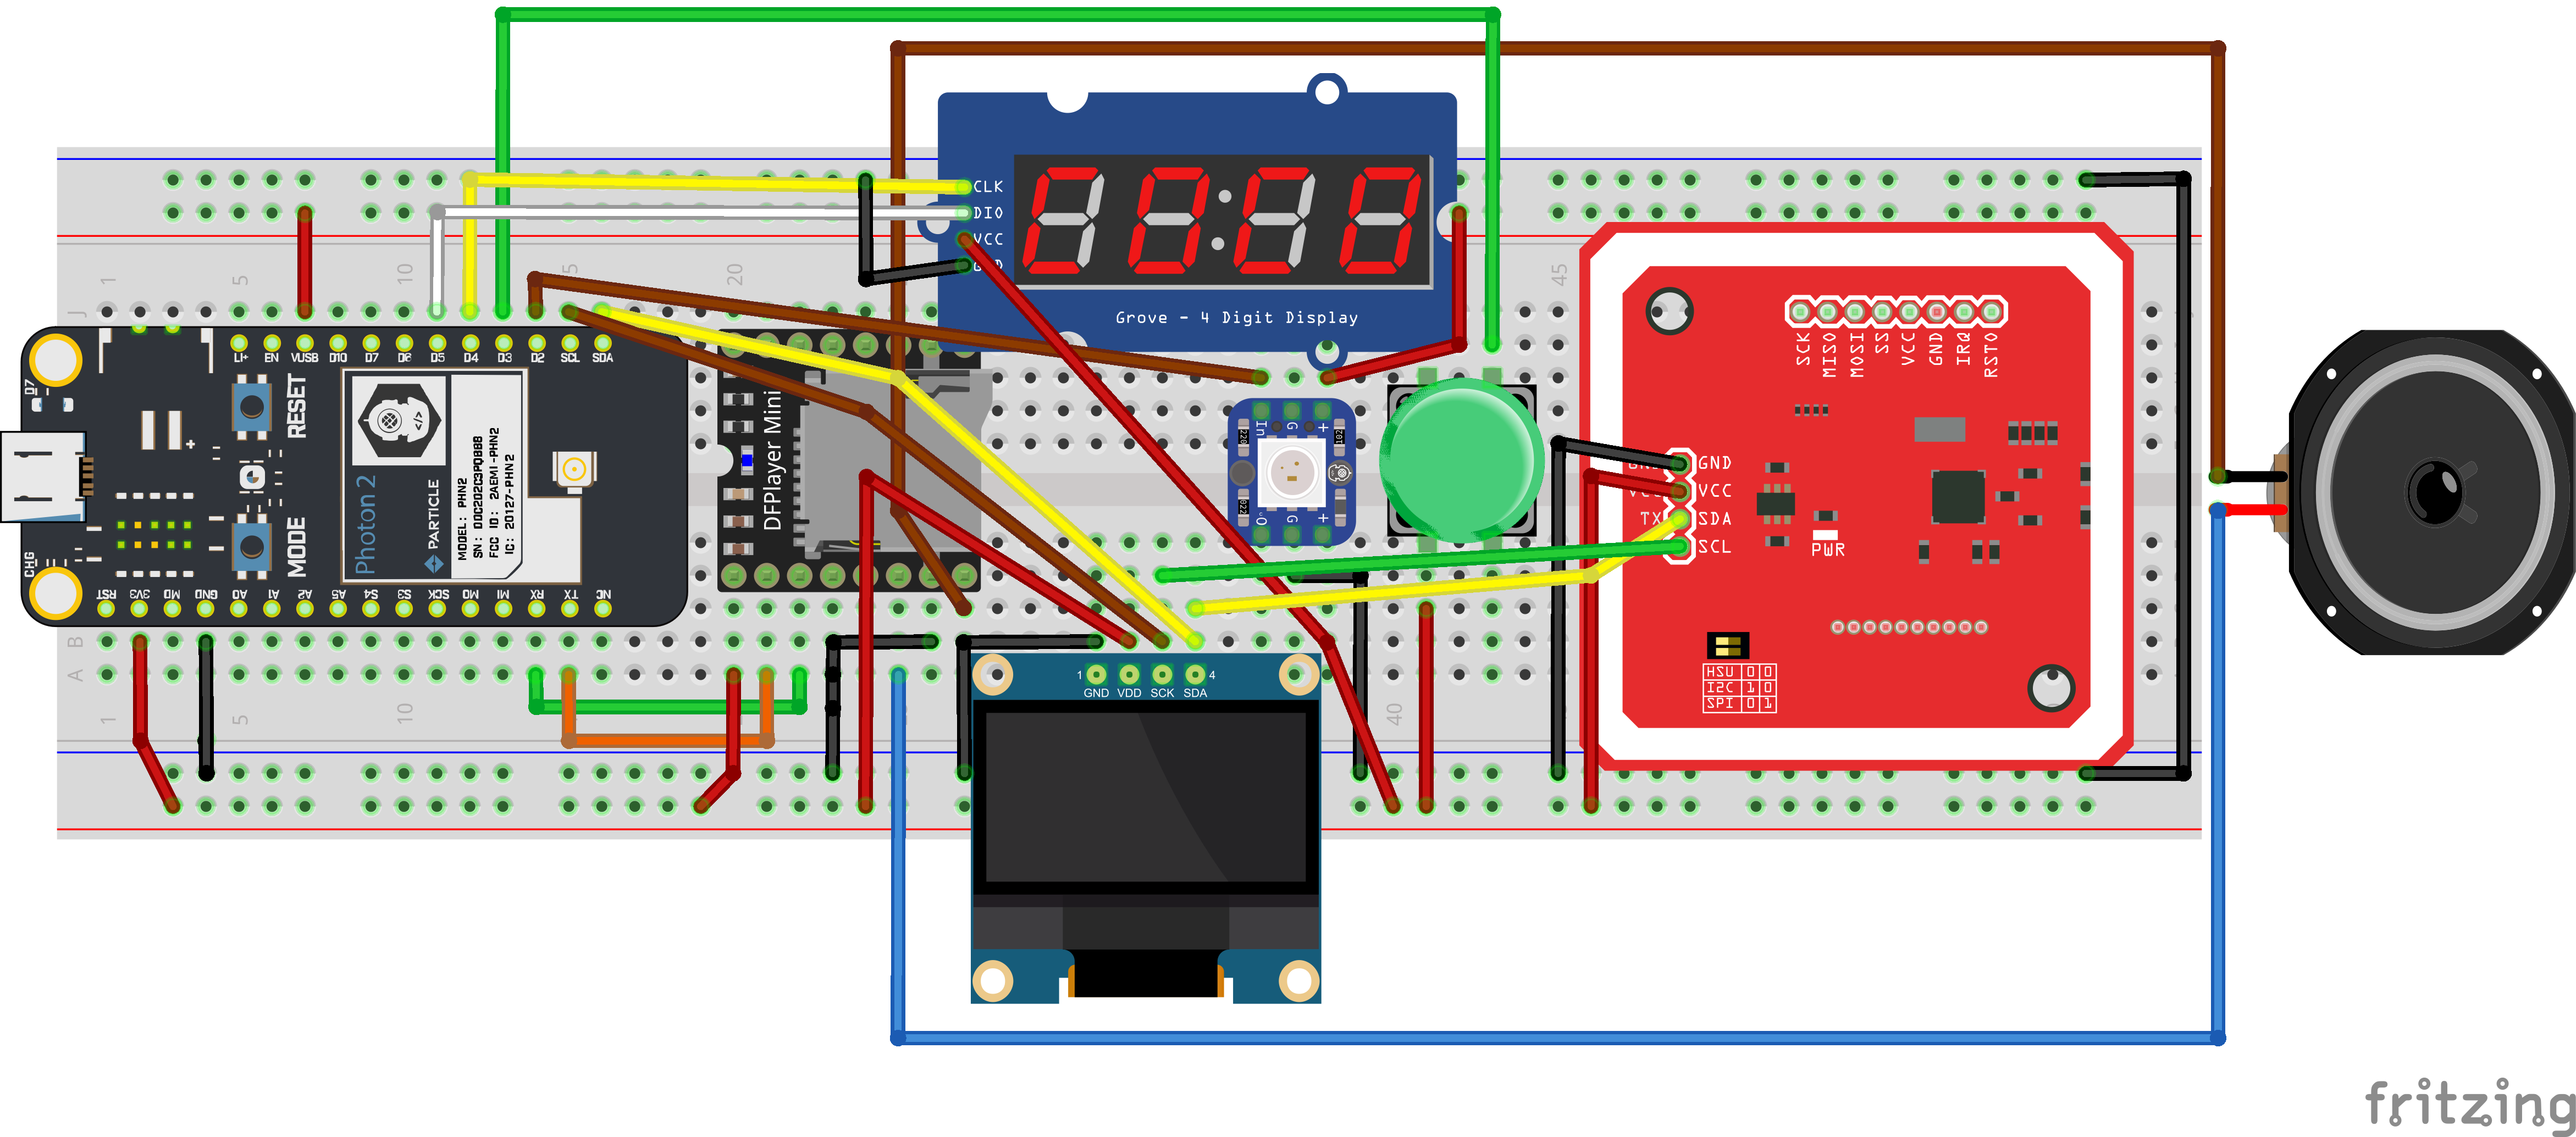 CLK
DIO
VCC
Grove - 4 Digit Display
1
5
10
20
45
J
LI+ EN VUSB D10 D7 D6 D5 D4 D3 D2 SCL SDA
D7
RESET
MODE
CHG
Photon 2
PARTICLE
MODEL: PHN2
FCC ID: 2AEMI-PHN2
IC: 20127-PHN2
RST 3V3 MD GND A0 A1 A2 A5 S4 S3 SCK MO MI RX TX NC
DFPlayer Mini
In G +
O G +
SCK
MISO
MOSI
SS
VCC
GND
IRQ
RSTO
GND
VCC
TX SDA
SCL
PWR
HSU 0 0
I2C 1 0
SPI 0 1
B
A
1
5
10
40
1 4
GND VDD SCK SDA
fritzing